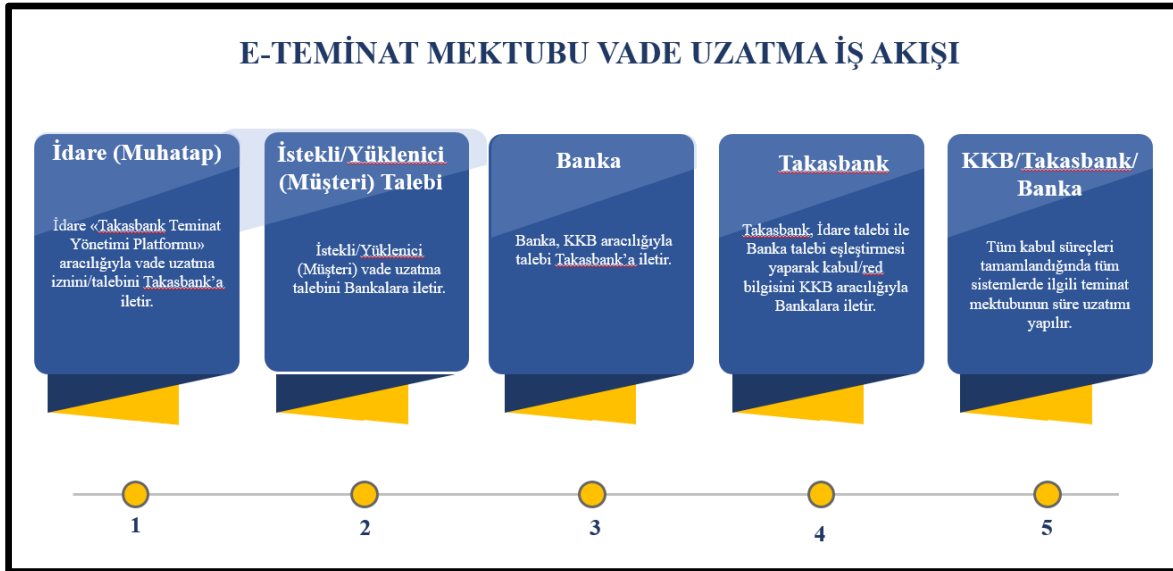 E-TEMİNAT MEKTUBU VADE UZATMA İŞ AKIŞI
İdare (Muhatap)
İdare «Takasbank Teminat
Yönetimi Platformu»
aracılığıyla vade uzatma
iznini/talebini Takasbank’a
iletir.
İstekli/Yüklenici
(Müşteri) Talebi
İstekli/Yüklenici
(Müşteri) vade uzatma
talebini Bankalara iletir.
Banka
Banka, KKB aracılığıyla
talebi Takasbank’a iletir.
Takasbank
Takasbank, İdare talebi ile
Banka talebi eşleştirmesi
yaparak kabul/red
bilgisini KKB aracılığıyla
Bankalara iletir.
KKB/Takasbank/
Banka
Tüm kabul süreçleri
tamamlandığında tüm
sistemlerde ilgili teminat
mektubunun süre uzatımı
yapılır.
1
2
3
4
5